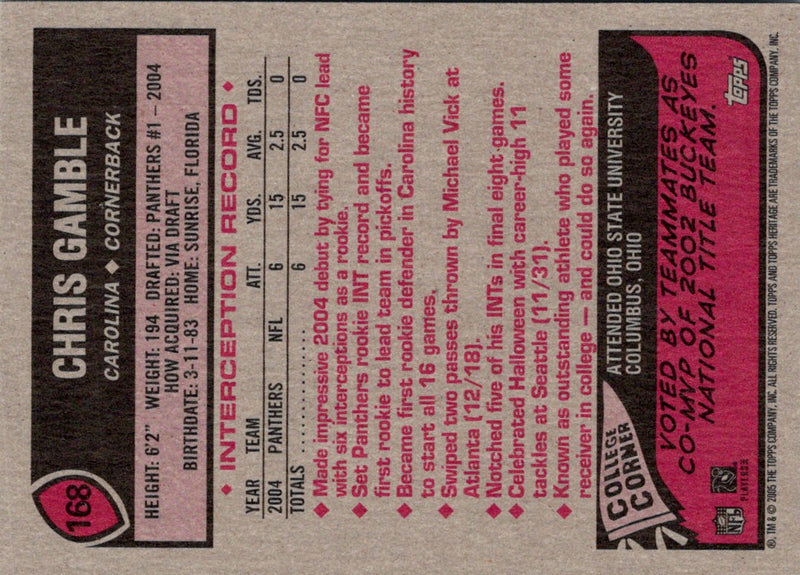 168
CHRIS GAMBLE
CAROLINA ◆ CORNERBACK
HEIGHT: 6'2" WEIGHT: 194 DRAFTED: PANTHERS #1 – 2004
HOW ACQUIRED: VIA DRAFT
BIRTHDATE: 3-11-83 HOME: SUNRISE, FLORIDA
◆ INTERCEPTION RECORD ◆
YEAR TEAM ATT. YDS. AVG. TDS.
2004 PANTHERS NFL 6 15 2.5 0
TOTALS 6 15 2.5 0
◆ Made impressive 2004 debut by tying for NFC lead
with six interceptions as a rookie.
◆ Set Panthers rookie INT record and became
first rookie to lead team in pickoffs.
◆ Became first rookie defender in Carolina history
to start all 16 games.
◆ Swiped two passes thrown by Michael Vick at
Atlanta (12/18).
◆ Notched five of his INTs in final eight games.
◆ Celebrated Halloween with career-high 11
tackles at Seattle (11/31).
◆ Known as outstanding athlete who played some
receiver in college — and could do so again.
COLLEGE
CORNER
ATTENDED OHIO STATE UNIVERSITY
COLUMBUS, OHIO
VOTED BY TEAMMATES AS
CO-MVP OF 2002 BUCKEYES
NATIONAL TITLE TEAM.
NFL
PLAYERS INC
topps
®, TM & © 2005 THE TOPPS COMPANY, INC. ALL RIGHTS RESERVED. TOPPS AND TOPPS HERITAGE ARE TRADEMARKS OF THE TOPPS COMPANY, INC.